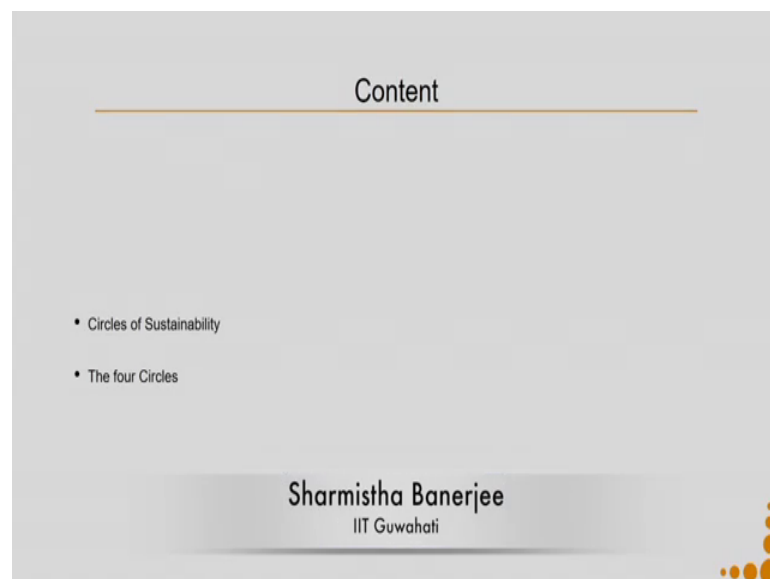 Content
• Circles of Sustainability
• The four Circles
Sharmistha Banerjee
IIT Guwahati